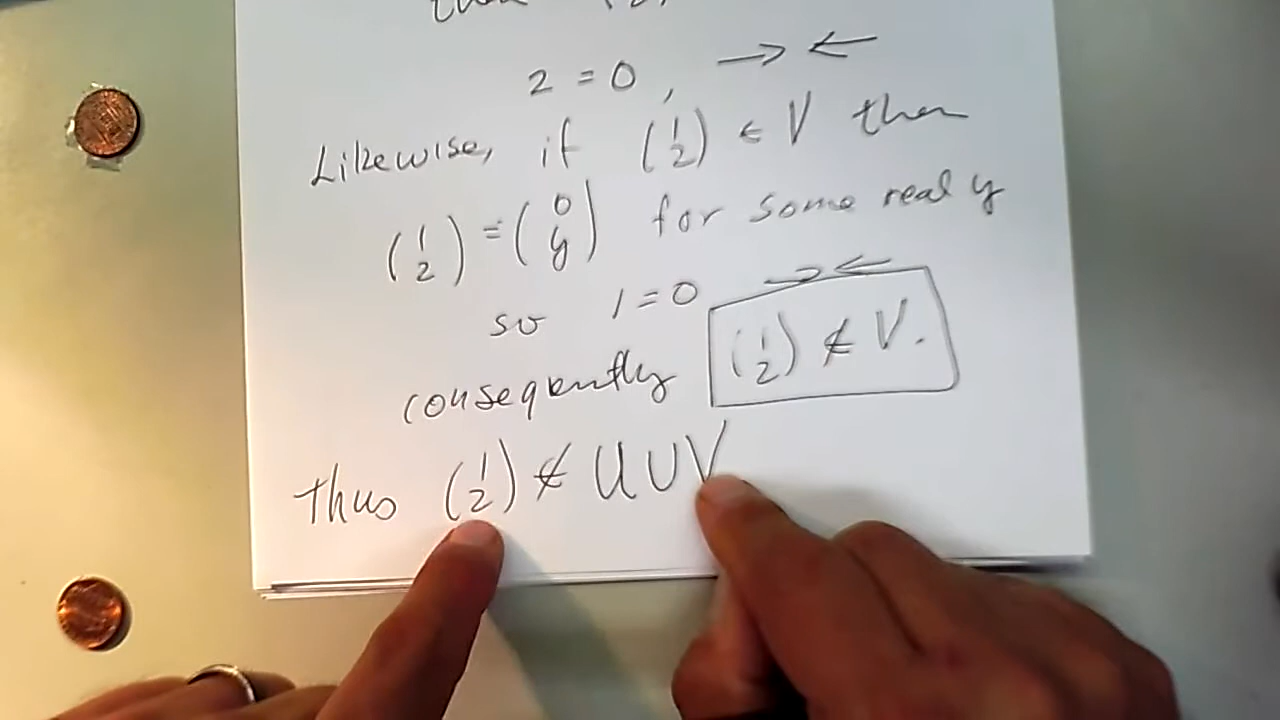 2 = 0 , →←
Likewise, if (1 2) ∈ V then
(1 2) = (0 y) for some real y
so 1 = 0 →←
conseqently (1 2) ∉ V.
thus (1 2) ∉ U ∪ V